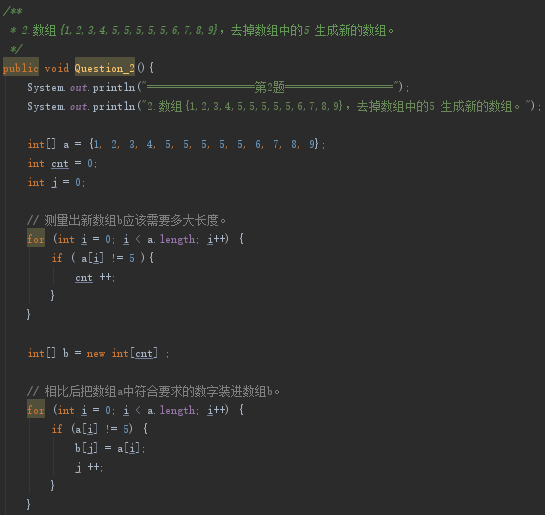 /**
 * 2.数组{1,2,3,4,5,5,5,5,5,6,7,8,9}，去掉数组中的5 生成新的数组。
 */
public void Question_2(){
System.out.println("==================第2题==================");
System.out.println("2.数组{1,2,3,4,5,5,5,5,5,6,7,8,9}，去掉数组中的5 生成新的数组。");
int[] a = {1, 2, 3, 4, 5, 5, 5, 5, 5, 6, 7, 8, 9};
int cnt = 0;
int j = 0;
// 测量出新数组b应该需要多大长度。
for (int i = 0; i < a.length; i++) {
if ( a[i] != 5 ){
cnt ++;
}
}
int[] b = new int[cnt] ;
// 相比后把数组a中符合要求的数字装进数组b。
for (int i = 0; i < a.length; i++) {
if (a[i] != 5) {
b[j] = a[i];
j ++;
}
}